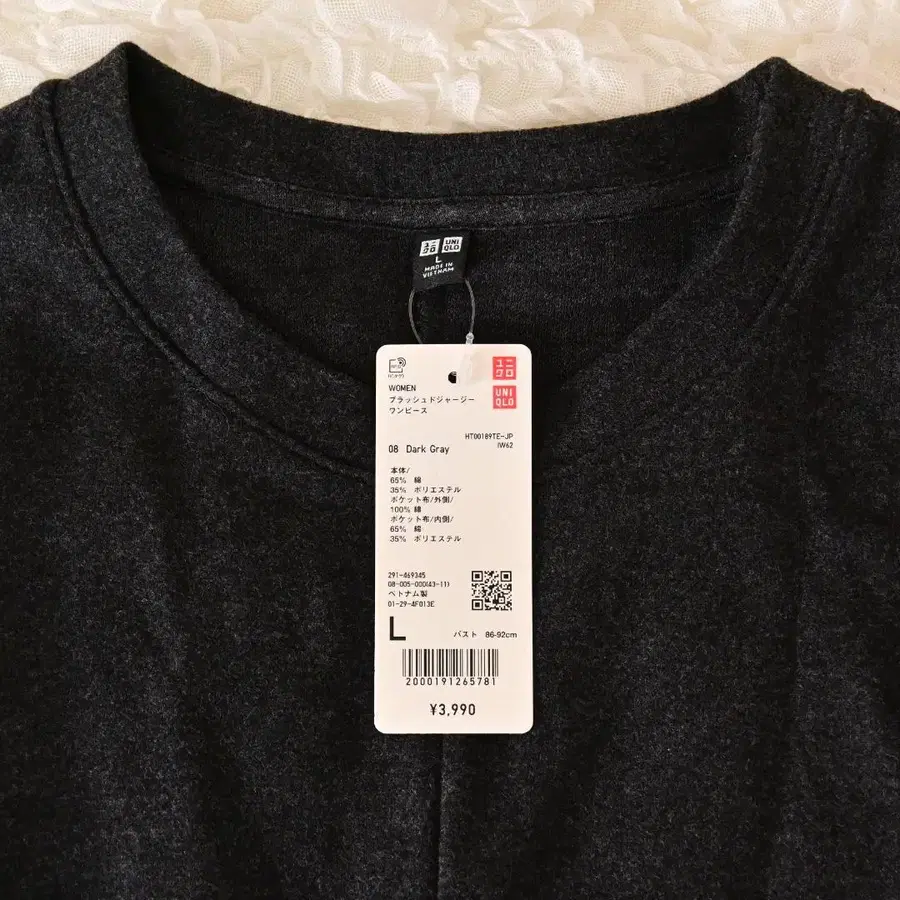 ユニ
クロ
UNI
QLO
L
MADE IN
VIETNAM
ユニ
クロ
WOMEN
ブラッシュドジャージー
ワンピース
UNI
QLO
HT00189TE-JP
08 Dark Gray
IW62
本体/
65% 綿
35% ポリエステル
ポケット布/外側/
100% 綿
ポケット布/内側/
65% 綿
35% ポリエステル
291-469345
08-005-000(43-11)
ベトナム製
01-29-4F013E
L
バスト 86-92cm
2000191265781
¥3,990